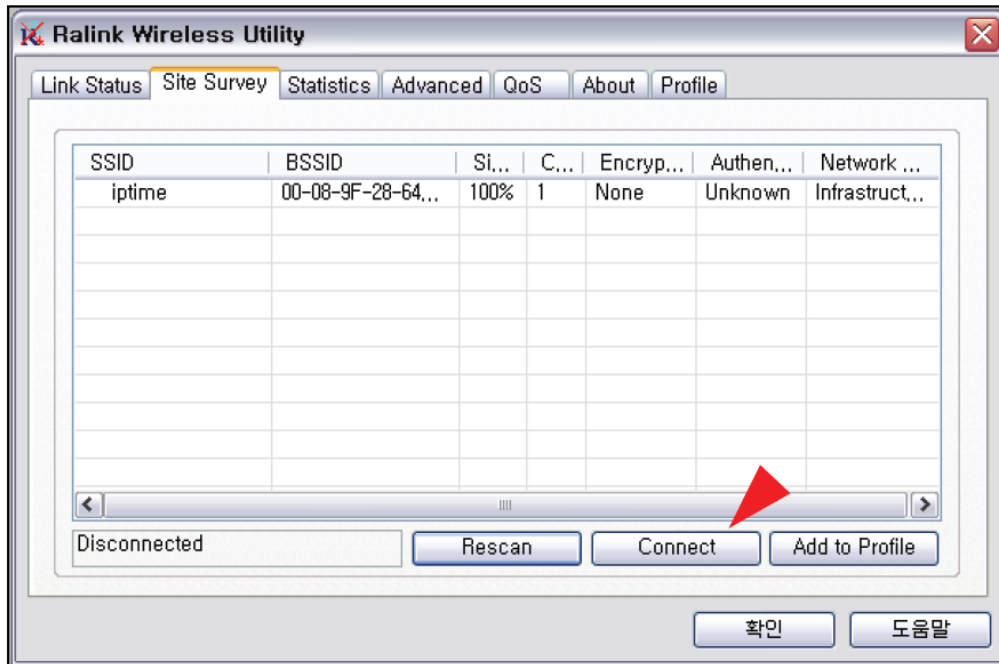 Ralink Wireless Utility
Link Status Site Survey Statistics Advanced QoS About Profile
SSID BSSID Si... C... Encryp... Authen... Network ...
iptime 00-08-9F-28-64... 100% 1 None Unknown Infrastruct...
Disconnected Rescan Connect Add to Profile
확인 도움말